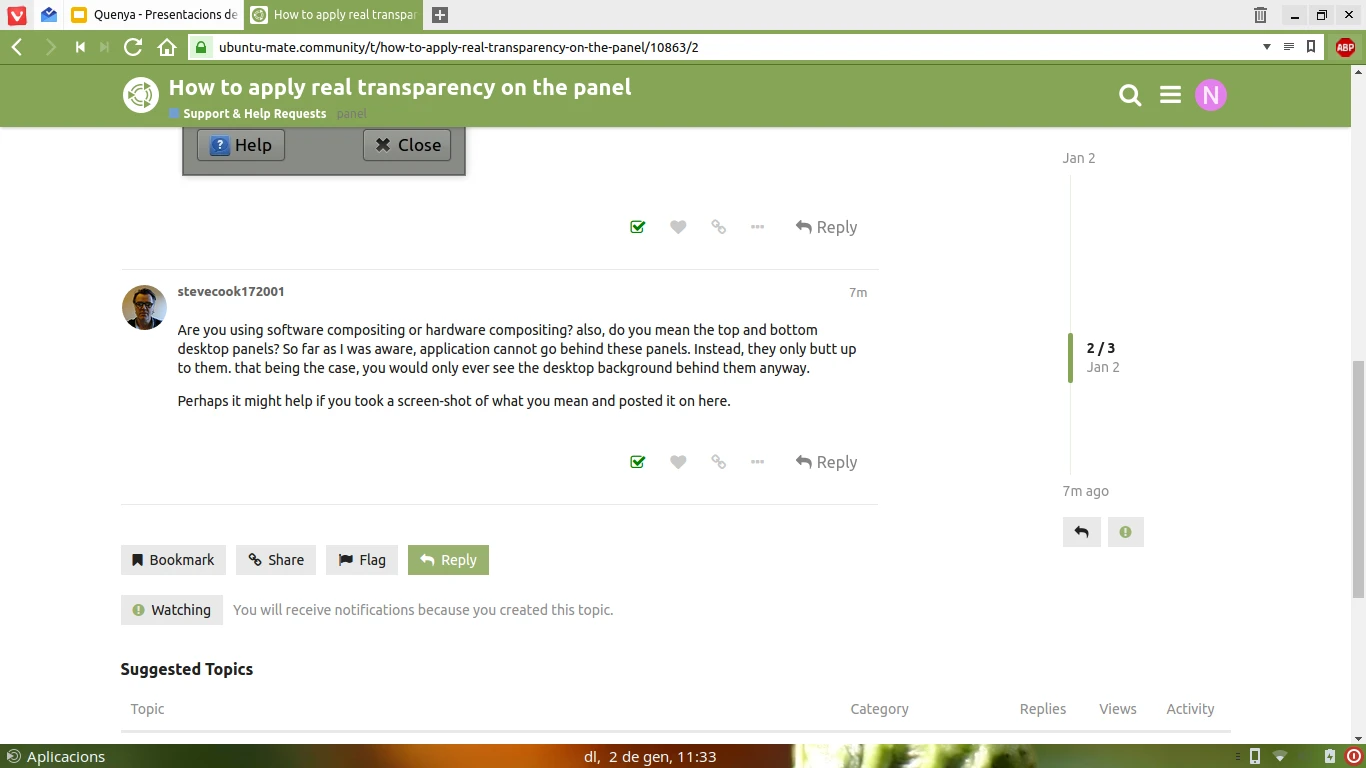 Quenya - Presentacions de
How to apply real transpar
ubuntu-mate.community/t/how-to-apply-real-transparency-on-the-panel/10863/2
ABP
How to apply real transparency on the panel
Support & Help Requests panel
N
? Help
Close
Reply
stevecook172001
7m
Are you using software compositing or hardware compositing? also, do you mean the top and bottom
desktop panels? So far as I was aware, application cannot go behind these panels. Instead, they only butt up
to them. that being the case, you would only ever see the desktop background behind them anyway.
Perhaps it might help if you took a screen-shot of what you mean and posted it on here.
Reply
Jan 2
2 / 3
Jan 2
7m ago
Bookmark
Share
Flag
Reply
Watching
You will receive notifications because you created this topic.
Suggested Topics
Topic Category Replies Views Activity
Aplicacions
dl, 2 de gen, 11:33